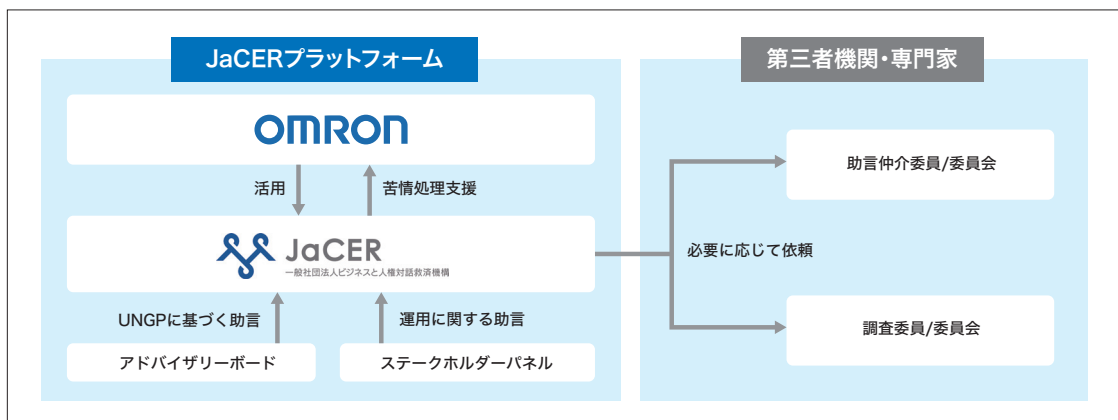 JaCERプラットフォーム
OMRON
活用
苦情処理支援
JaCER
一般社団法人ビジネスと人権対話救済機構
UNGPに基づく助言
運用に関する助言
アドバイザリーボード
ステークホルダーパネル
第三者機関・専門家
助言仲介委員/委員会
必要に応じて依頼
調査委員/委員会